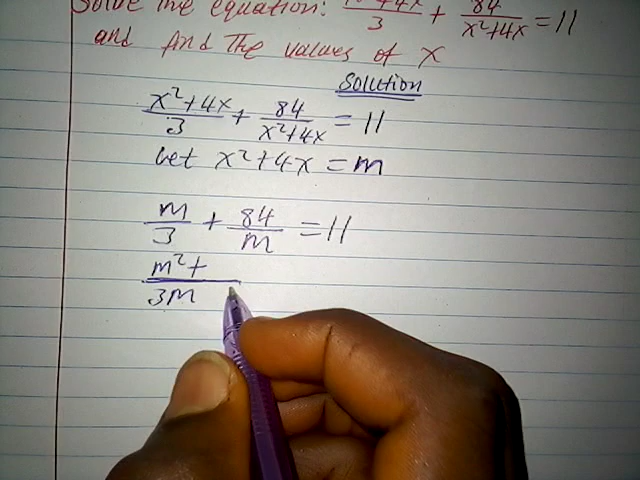 Solve the equation: x²+4x/3 + 84/x²+4x = 11
and find The values of x
Solution
x²+4x/3 + 84/x²+4x = 11
Let x²+4x = m
m/3 + 84/m = 11
m²+/3m